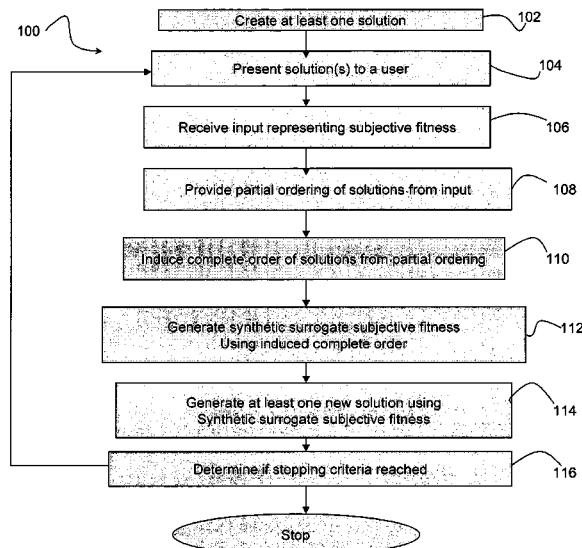 100
Create at least one solution
102
Present solution(s) to a user
104
Receive input representing subjective fitness
106
Provide partial ordering of solutions from input
108
Induce complete order of solutions from partial ordering
110
Generate synthetic surrogate subjective fitness
Using induced complete order
112
Generate at least one new solution using
Synthetic surrogate subjective fitness
114
Determine if stopping criteria reached
116
Stop